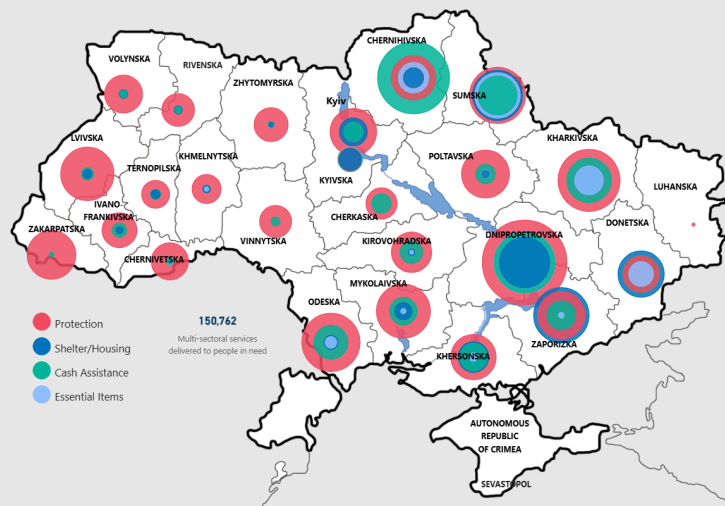 CHERNIHIVSKA
VOLYNSKA
RIVENSKA
ZHYTOMYRSKA
SUMSKA
Kyiv
LVIVSKA
KHARKIVSKA
KHMELNYTSKA
POLTAVSKA
TERNOPILSKA
KYIVSKA
LUHANSKA
IVANO
FRANKIVSKA
CHERKASKA
DNIPROPETROVSKA
DONETSKA
ZAKARPATSKA
VINNYTSKA
KIROVOHRADSKA
CHERNIVETSKA
MYKOLAIVSKA
ODESKA
ZAPORIZKA
KHERSONSKA
Protection
Shelter/Housing
Cash Assistance
Essential Items
150,762
Multi-sectoral services
delivered to people in need
AUTONOMOUS
REPUBLIC
OF CRIMEA
SEVASTOPOL